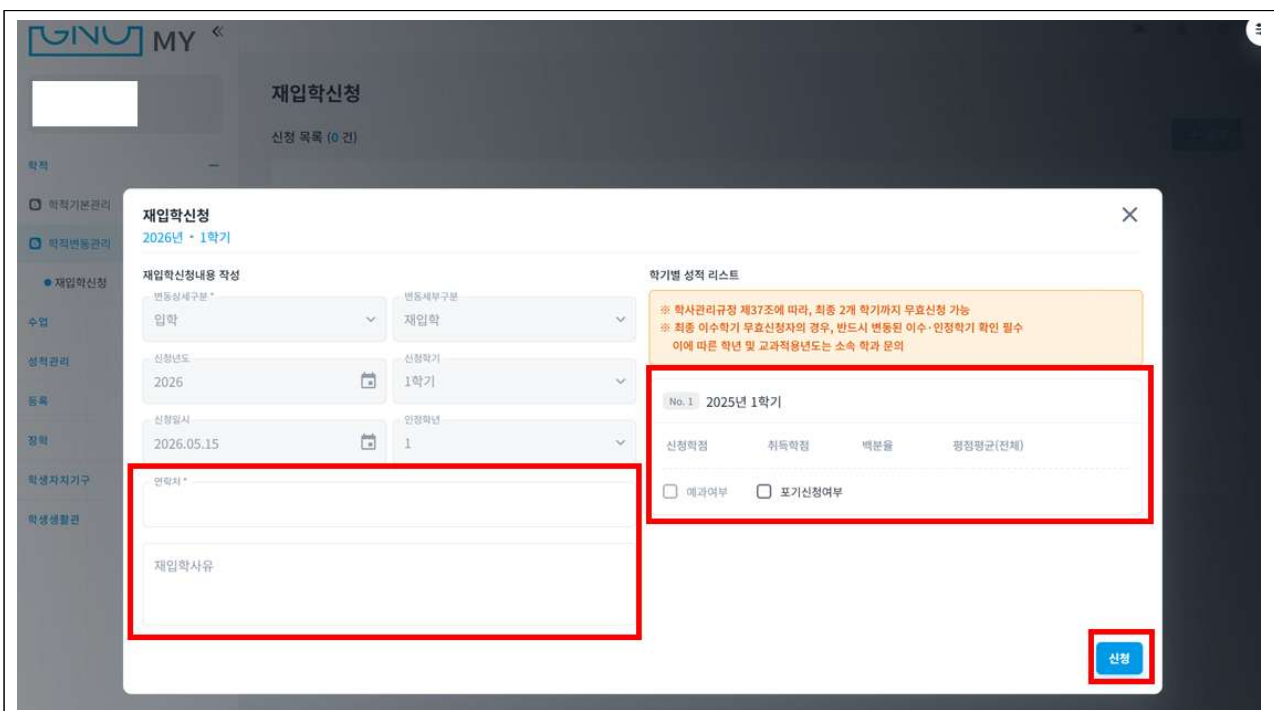 GNU MY «
재입학신청
신청 목록 (0 건)
학적
학적기본관리
학적변동관리
재입학신청
수업
성적관리
등록
장학
학생자치기구
학생생활관
재입학신청
2026년 · 1학기
재입학신청내용 작성
변동상세구분 *
입학
변동세부구분
재입학
신청년도
2026
신청학기
1학기
신청일시
2026.05.15
인정학년
1
연락처 *
재입학사유
학기별 성적 리스트
※ 학사관리규정 제37조에 따라, 최종 2개 학기까지 무효신청 가능
※ 최종 이수학기 무효신청자의 경우, 반드시 변동된 이수·인정학기 확인 필수
이에 따른 학년 및 교과적용년도는 소속 학과 문의
No. 1 2025년 1학기
신청학점 취득학점 백분율 평점평균(전체)
예과여부 포기신청여부
신청